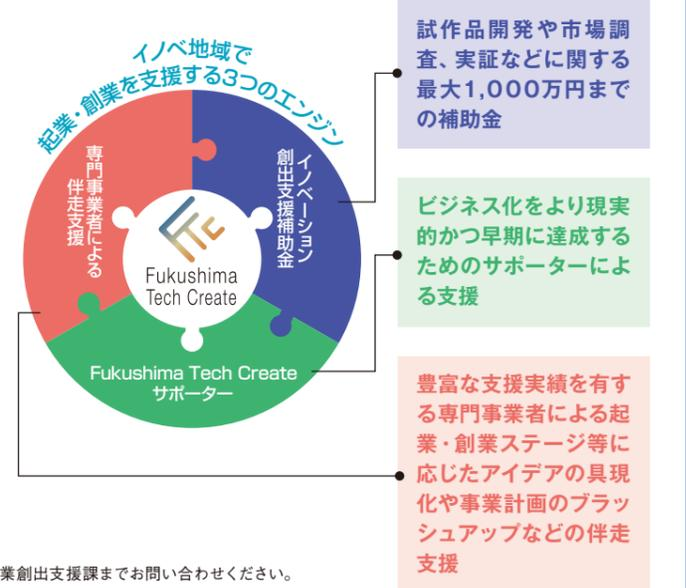 イノベ地域で
起業・創業を支援する3つのエンジン
専門事業者による
伴走支援
イノベーション
創出支援補助金
Fukushima
Tech Create
Fukushima Tech Create
サポーター
試作品開発や市場調
査、実証などに関する
最大1,000万円まで
の補助金
ビジネス化をより現実
的かつ早期に達成する
ためのサポーターによ
る支援
豊富な支援実績を有す
る専門事業者による起
業・創業ステージ等に
応じたアイデアの具現
化や事業計画のブラッ
シュアップなどの伴走
支援
業創出支援課までお問い合わせください。